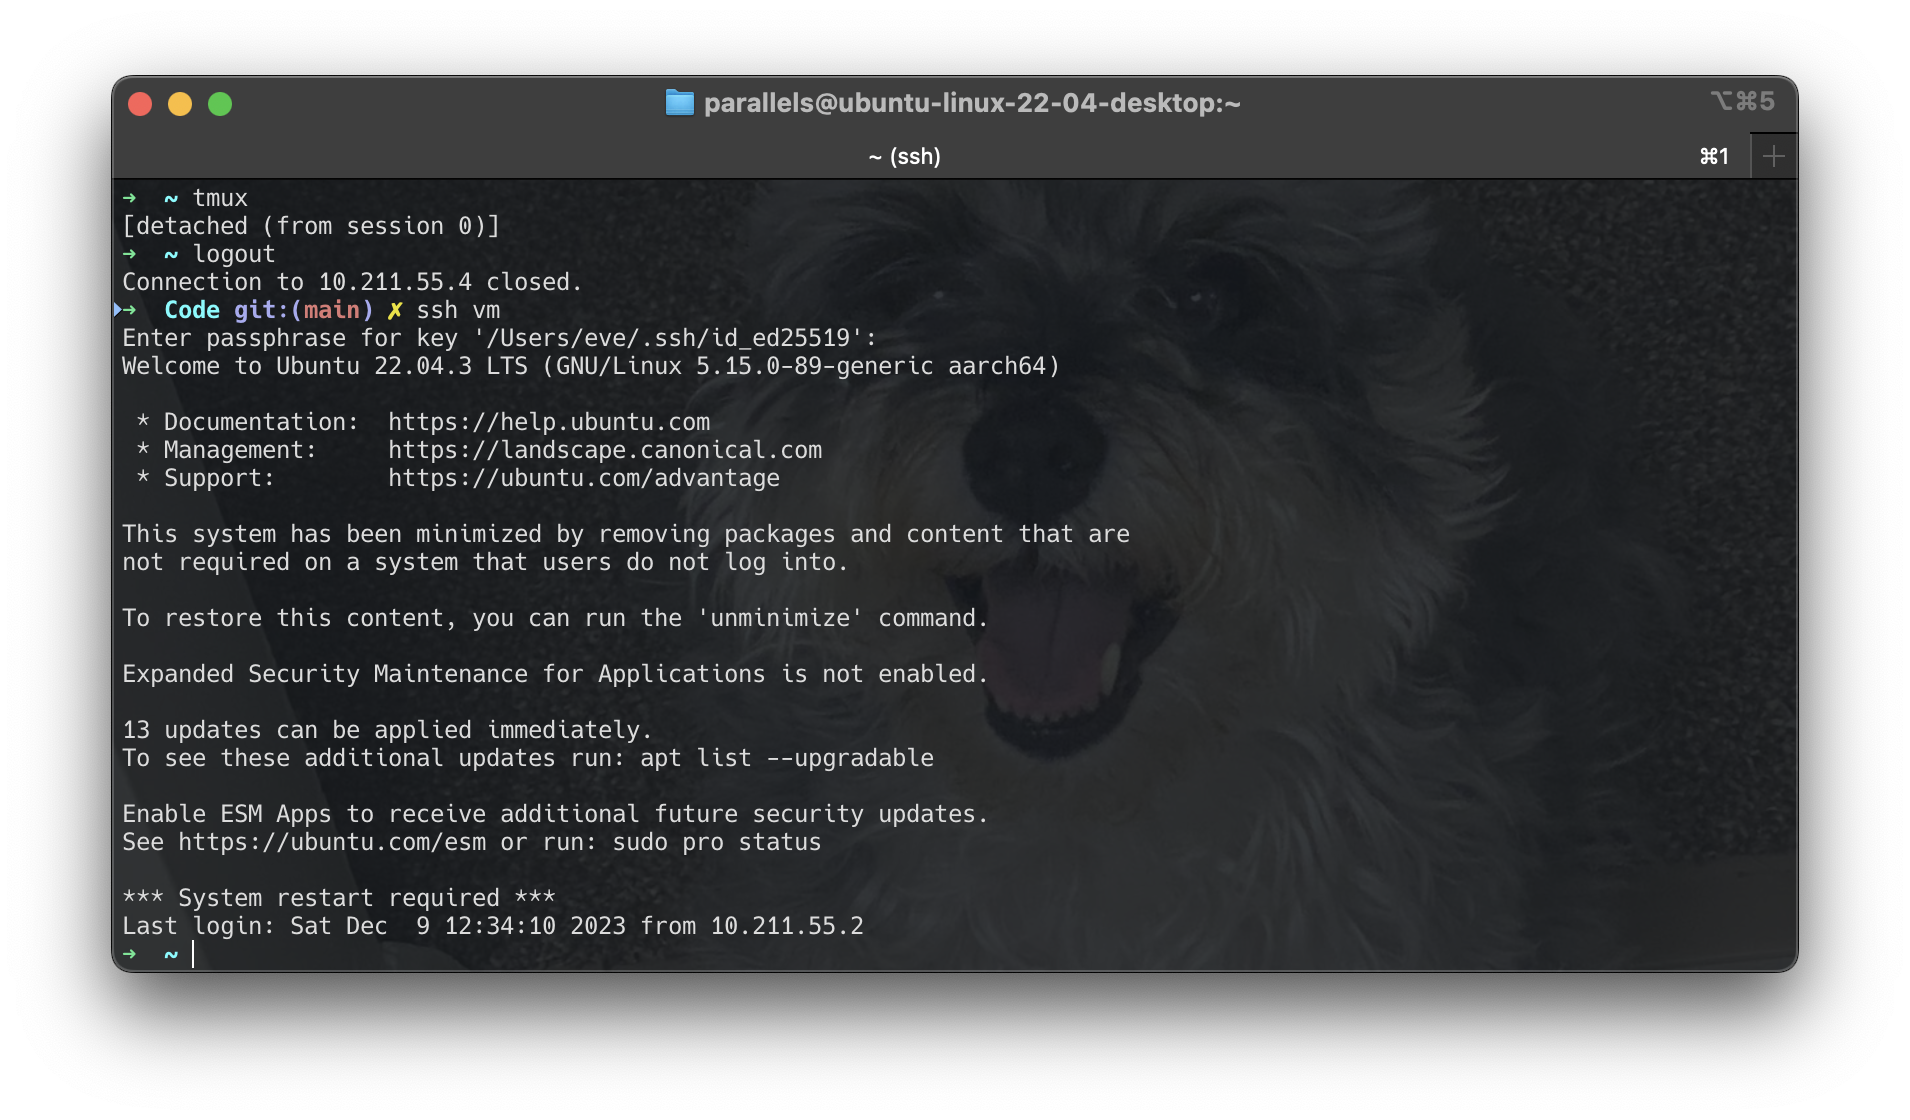 parallels@ubuntu-linux-22-04-desktop:~
⌥⌘5
~ (ssh)
⌘1
➜  ~ tmux
[detached (from session 0)]
➜  ~ logout
Connection to 10.211.55.4 closed.
➜  Code git:(main) ✗ ssh vm
Enter passphrase for key '/Users/eve/.ssh/id_ed25519':
Welcome to Ubuntu 22.04.3 LTS (GNU/Linux 5.15.0-89-generic aarch64)

 * Documentation:  https://help.ubuntu.com
 * Management:     https://landscape.canonical.com
 * Support:        https://ubuntu.com/advantage

This system has been minimized by removing packages and content that are
not required on a system that users do not log into.

To restore this content, you can run the 'unminimize' command.

Expanded Security Maintenance for Applications is not enabled.

13 updates can be applied immediately.
To see these additional updates run: apt list --upgradable

Enable ESM Apps to receive additional future security updates.
See https://ubuntu.com/esm or run: sudo pro status

*** System restart required ***
Last login: Sat Dec  9 12:34:10 2023 from 10.211.55.2
➜  ~